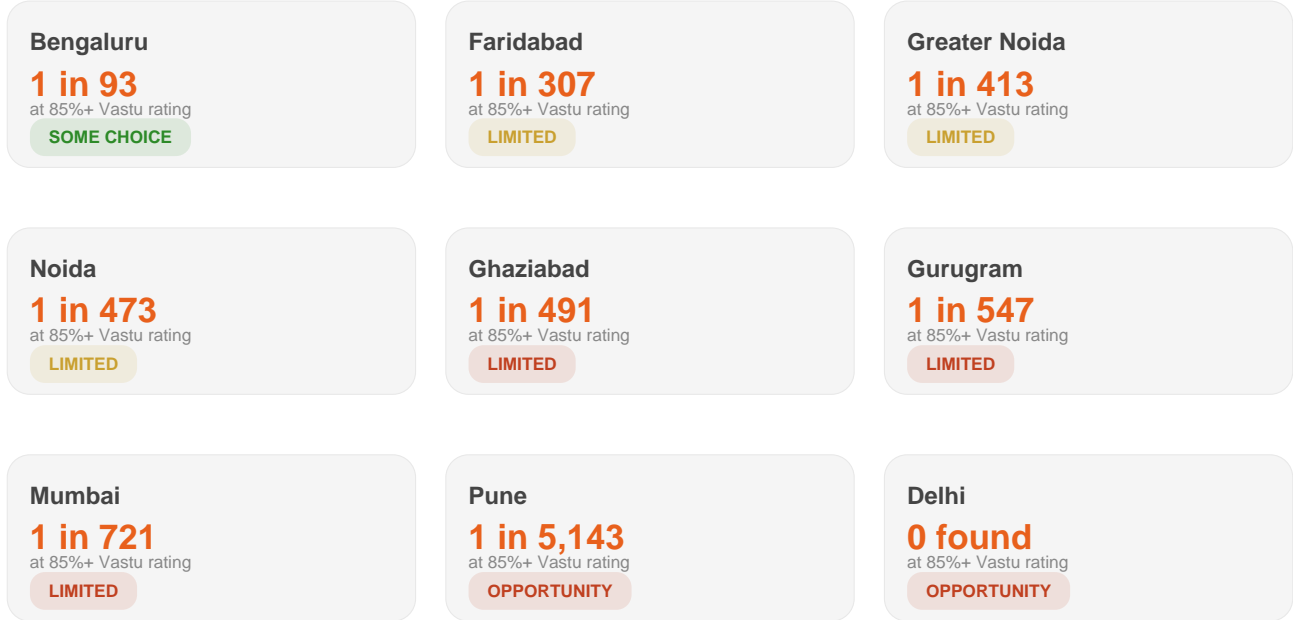 Bengaluru
1 in 93
at 85%+ Vastu rating
SOME CHOICE
Faridabad
1 in 307
at 85%+ Vastu rating
LIMITED
Greater Noida
1 in 413
at 85%+ Vastu rating
LIMITED
Noida
1 in 473
at 85%+ Vastu rating
LIMITED
Ghaziabad
1 in 491
at 85%+ Vastu rating
LIMITED
Gurugram
1 in 547
at 85%+ Vastu rating
LIMITED
Mumbai
1 in 721
at 85%+ Vastu rating
LIMITED
Pune
1 in 5,143
at 85%+ Vastu rating
OPPORTUNITY
Delhi
0 found
at 85%+ Vastu rating
OPPORTUNITY